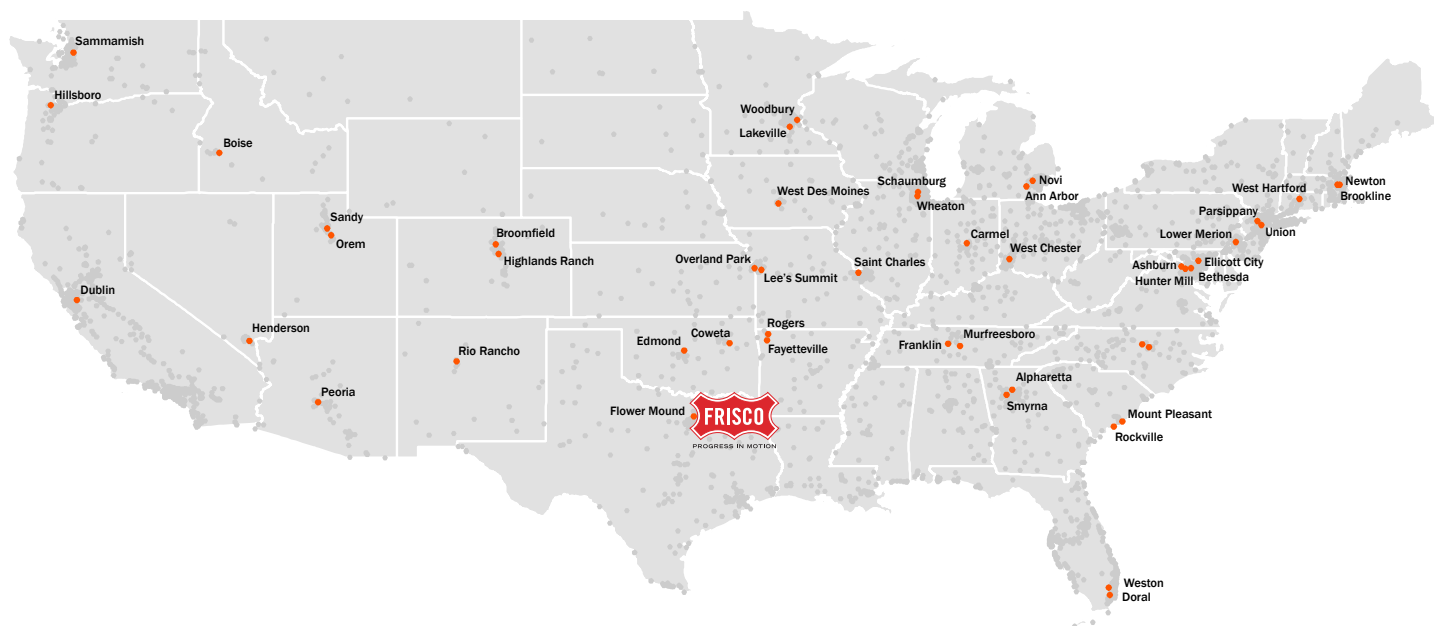 Sammamish
Hillsboro
Boise
Woodbury
Lakeville
Novi
Ann Arbor
Schaumburg
Wheaton
West Des Moines
West Hartford
Newton
Brookline
Parsippany
Union
Lower Merion
Sandy
Orem
Broomfield
Highlands Ranch
Carmel
West Chester
Overland Park
Lee's Summit
Saint Charles
Ashburn
Ellicott City
Hunter Mill
Bethesda
Dublin
Henderson
Rio Rancho
Edmond
Coweta
Rogers
Fayetteville
Franklin
Murfreesboro
Peoria
Alpharetta
Smyrna
Flower Mound
FRISCO
PROGRESS IN MOTION
Mount Pleasant
Rockville
Weston
Doral